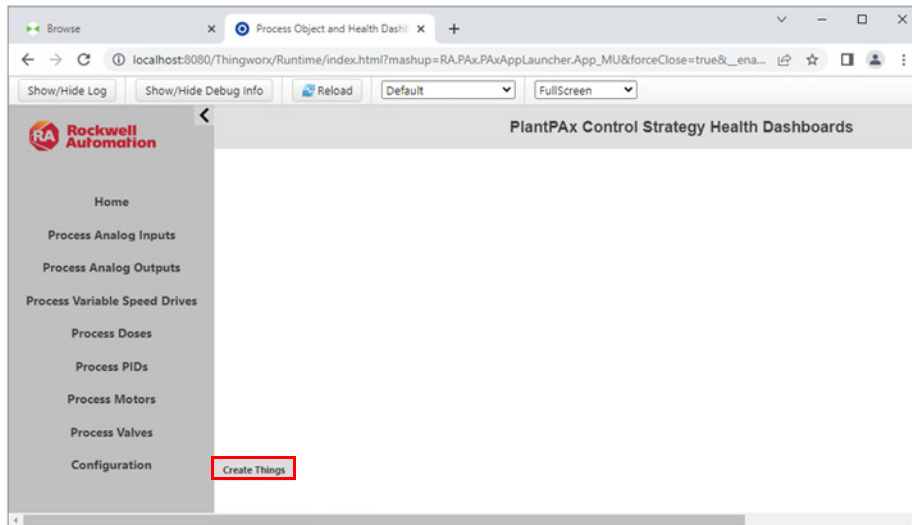 Browse
Process Object and Health Dashb
localhost:8080/Thingworx/Runtime/index.html?mashup=RA.PAx.PAxAppLauncher.App_MU&forceClose=true&__ena...
Show/Hide Log
Show/Hide Debug Info
Reload
Default
FullScreen
RA
Rockwell
Automation
PlantPAx Control Strategy Health Dashboards
Home
Process Analog Inputs
Process Analog Outputs
Process Variable Speed Drives
Process Doses
Process PIDs
Process Motors
Process Valves
Configuration
Create Things